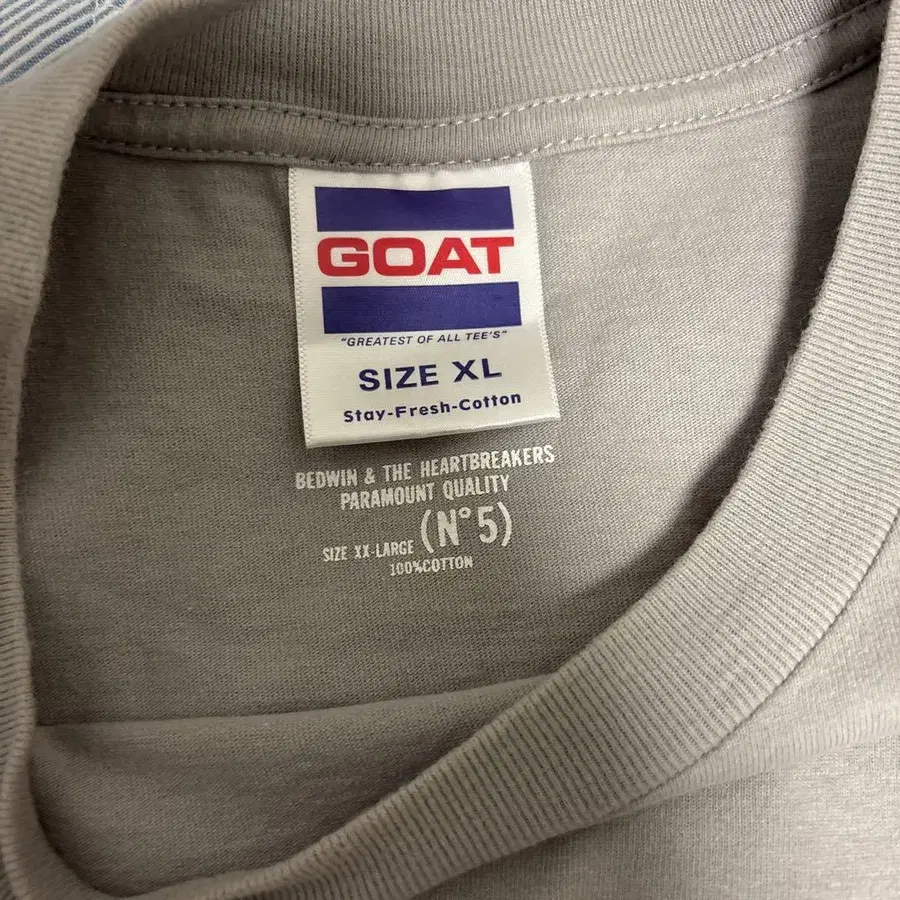 GOAT
"GREATEST OF ALL TEE'S"
SIZE XL
Stay-Fresh-Cotton
BEDWIN & THE HEARTBREAKERS
PARAMOUNT QUALITY
SIZE XX-LARGE (N° 5)
100%COTTON